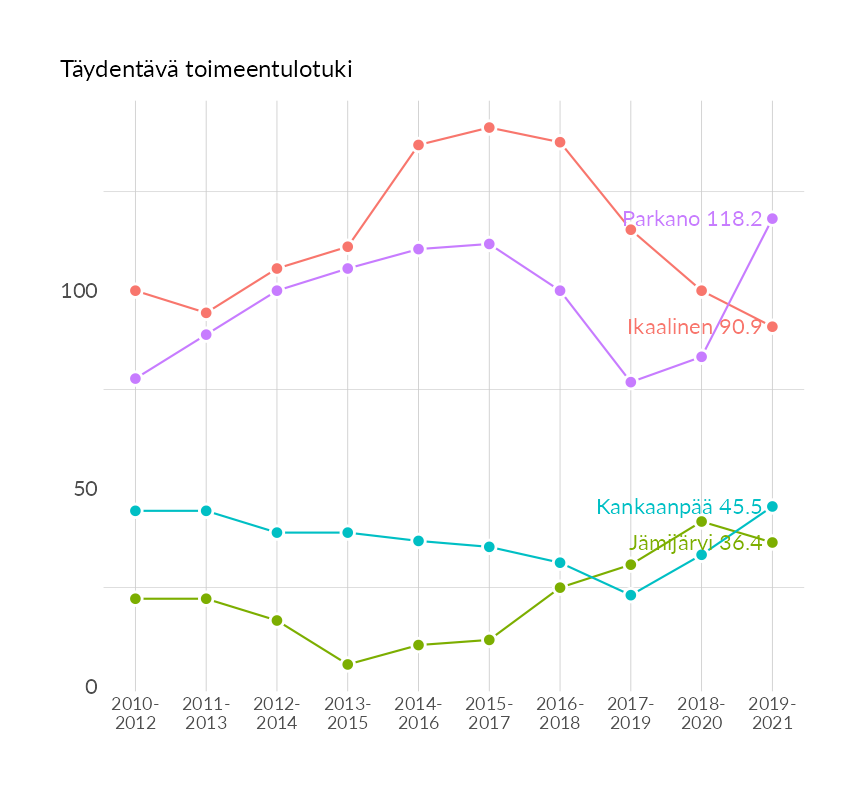 Täydentävä toimeentulotuki
Parkano 118.2
100
Ikaalinen 90.9
50
Kankaanpää 45.5
Jämijärvi 36.4
0
2010- 2011- 2012- 2013- 2014- 2015- 2016- 2017- 2018- 2019-
2012 2013 2014 2015 2016 2017 2018 2019 2020 2021